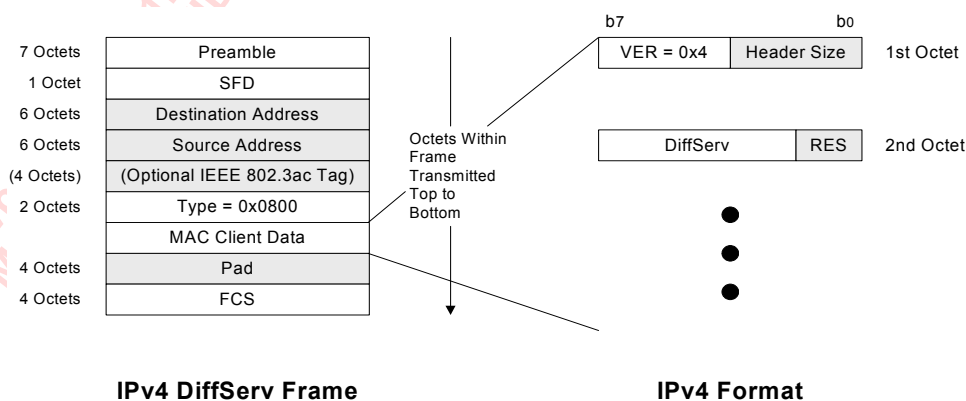 b7 b0
7 Octets Preamble VER = 0x4 Header Size 1st Octet
1 Octet SFD
6 Octets Destination Address
6 Octets Source Address
Octets Within
Frame
Transmitted
Top to
Bottom
DiffServ RES 2nd Octet
(4 Octets) (Optional IEEE 802.3ac Tag)
2 Octets Type = 0x0800
MAC Client Data
4 Octets Pad
4 Octets FCS
IPv4 DiffServ Frame IPv4 Format